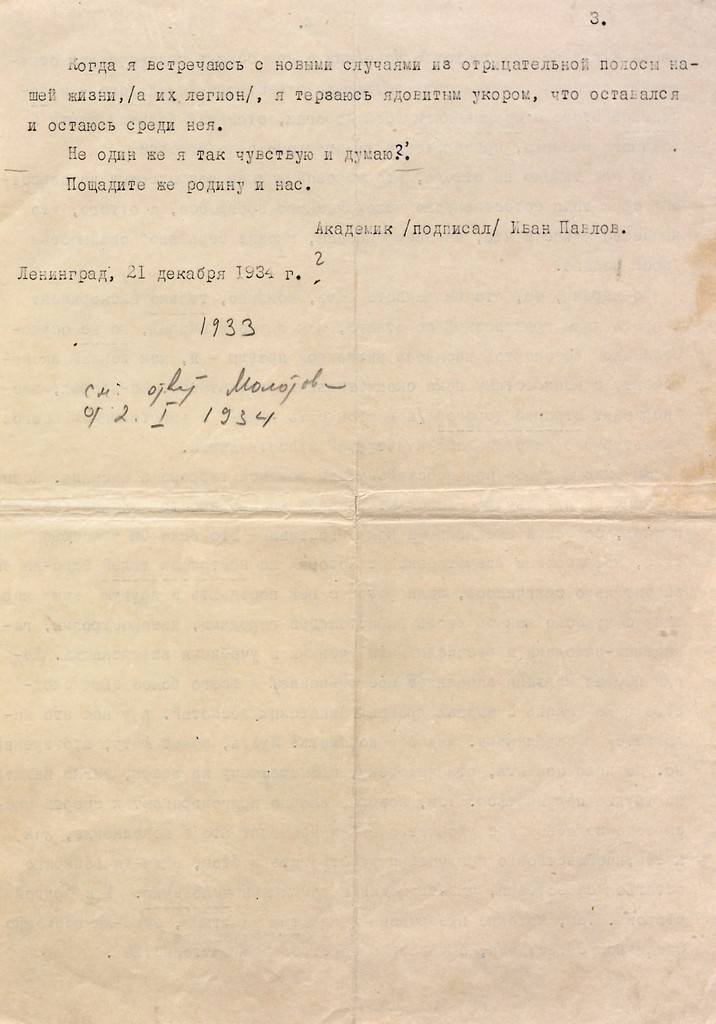 3.
Когда я встречаюсь с новыми случаями из отрицательной полосы на-
шей жизни,/а их легион/, я терзаюсь ядовитым укором, что оставался
и остаюсь среди нея.
Не один же я так чувствую и думаю?!
Пощадите же родину и нас.
Академик /подписал/ Иван Павлов.
Ленинград, 21 декабря 1934 г. ?
1933
см. ответ Молотова
от 2. I 1934